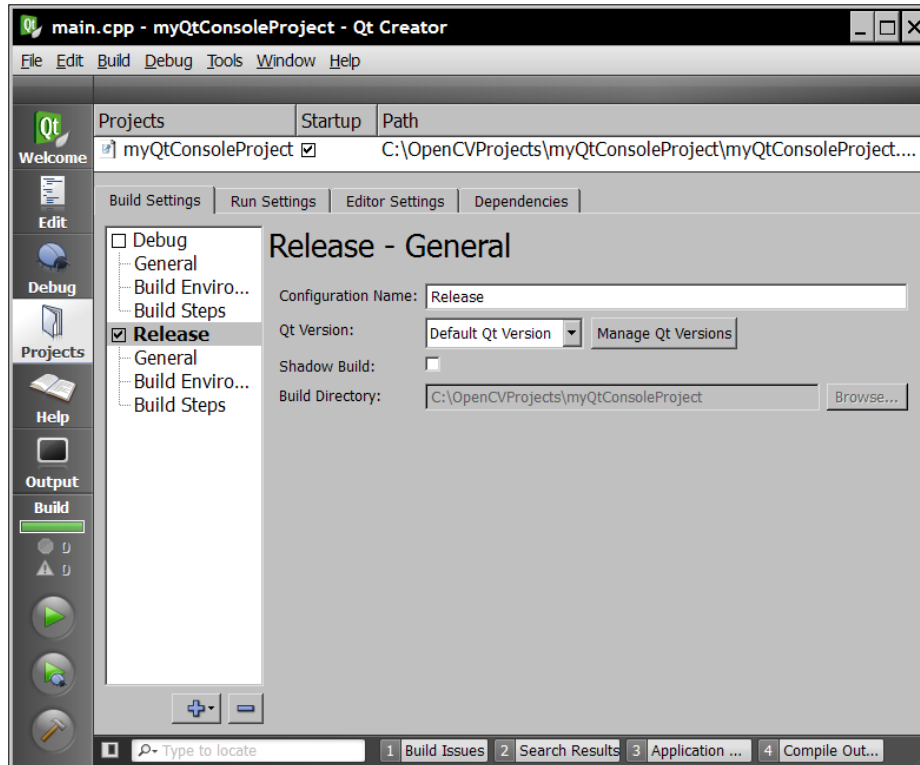 main.cpp - myQtConsoleProject - Qt Creator
File Edit Build Debug Tools Window Help
Qt
Welcome
Edit
Debug
Projects
Help
Output
Build
0
0
Projects Startup Path
myQtConsoleProject C:\OpenCVProjects\myQtConsoleProject\myQtConsoleProject....
Build Settings Run Settings Editor Settings Dependencies
Debug
General
Build Enviro...
Build Steps
Release
General
Build Enviro...
Build Steps
Release - General
Configuration Name: Release
Qt Version: Default Qt Version Manage Qt Versions
Shadow Build:
Build Directory: C:\OpenCVProjects\myQtConsoleProject Browse...
Type to locate 1 Build Issues 2 Search Results 3 Application ... 4 Compile Out...